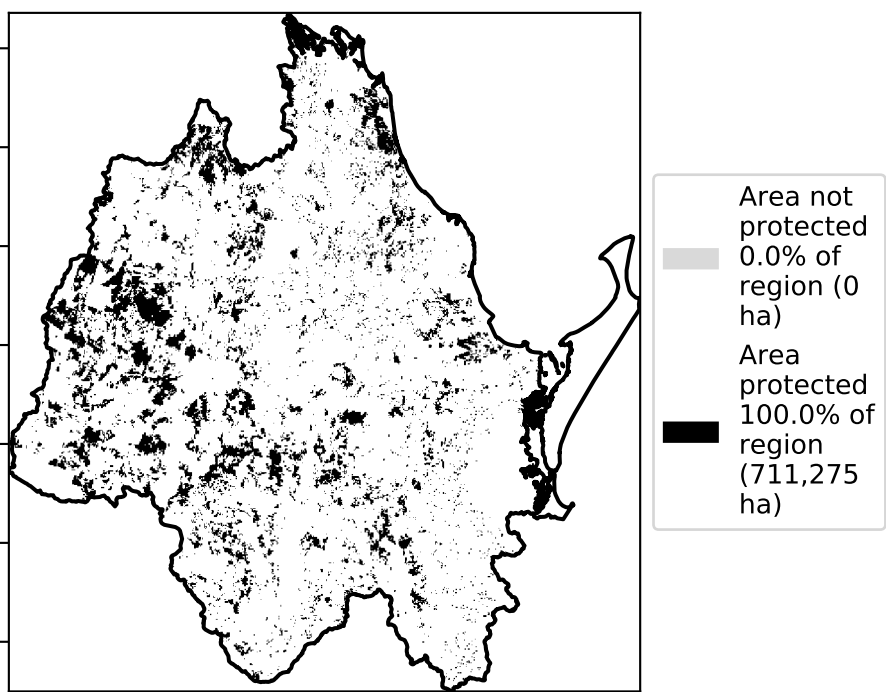 Area not
protected
0.0% of
region (0
ha)
Area
protected
100.0% of
region
(711,275
ha)